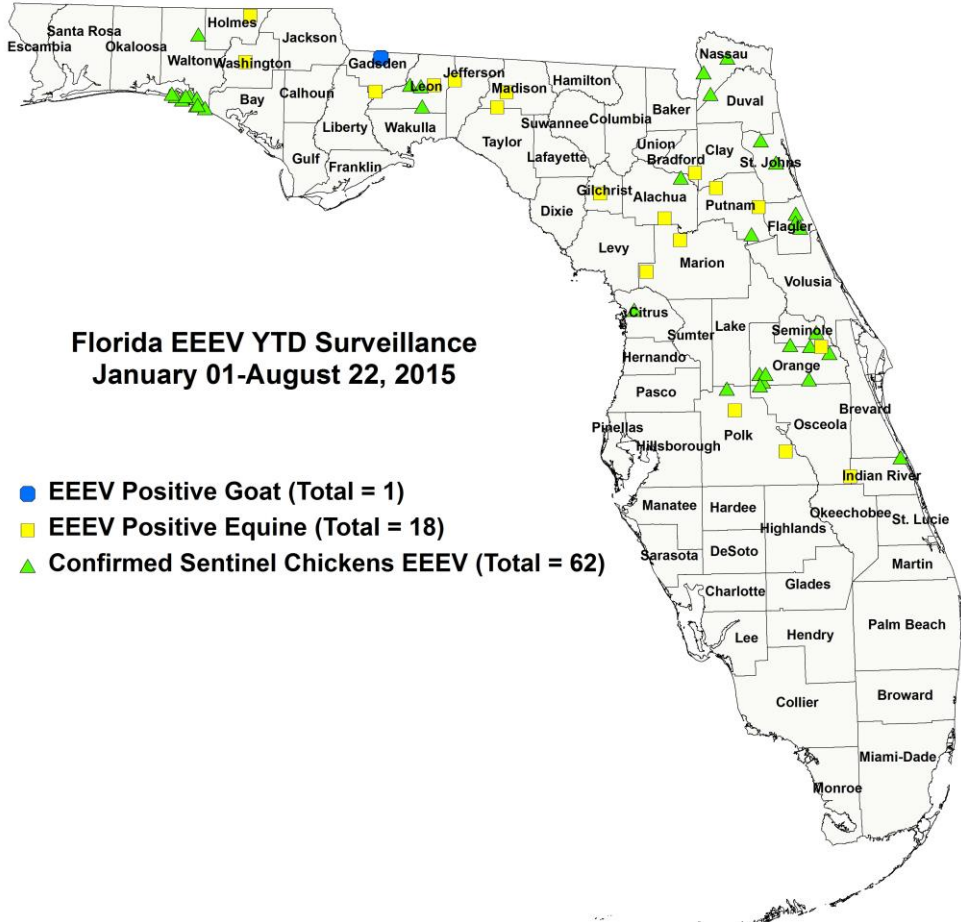 Holmes
Jackson
Santa Rosa
Escambia
Okaloosa
Walton
Washington
Gadsden
Nassau
Jefferson
Leon
Madison
Hamilton
Bay
Calhoun
Liberty
Wakulla
Gulf
Franklin
Taylor
Suwannee
Columbia
Baker
Duval
Lafayette
Union
Bradford
Clay
St. Johns
Dixie
Gilchrist
Alachua
Putnam
Flagler
Levy
Marion
Volusia
Citrus
Sumter
Lake
Seminole
Hernando
Orange
Pasco
Brevard
Pinellas
Hillsborough
Polk
Osceola
Indian River
Florida EEEV YTD Surveillance
January 01-August 22, 2015
EEEV Positive Goat (Total = 1)
EEEV Positive Equine (Total = 18)
Confirmed Sentinel Chickens EEEV (Total = 62)
Manatee
Hardee
Okeechobee
St. Lucie
Highlands
Sarasota
DeSoto
Martin
Charlotte
Glades
Palm Beach
Lee
Hendry
Collier
Broward
Miami-Dade
Monroe